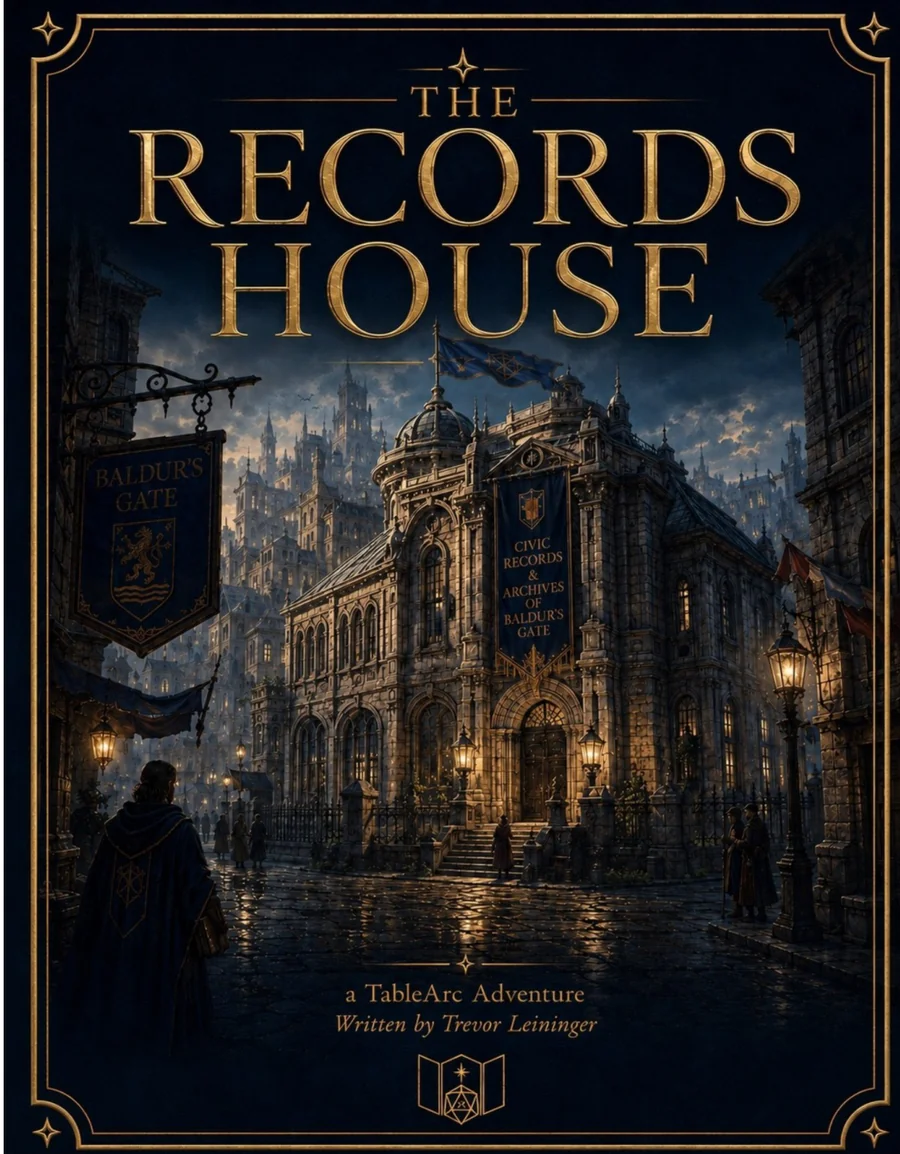 THE
RECORDS
HOUSE
BALDUR'S
GATE
CIVIC
RECORDS
&
ARCHIVES
OF
BALDUR'S
GATE
a TableArc Adventure
Written by Trevor Leininger